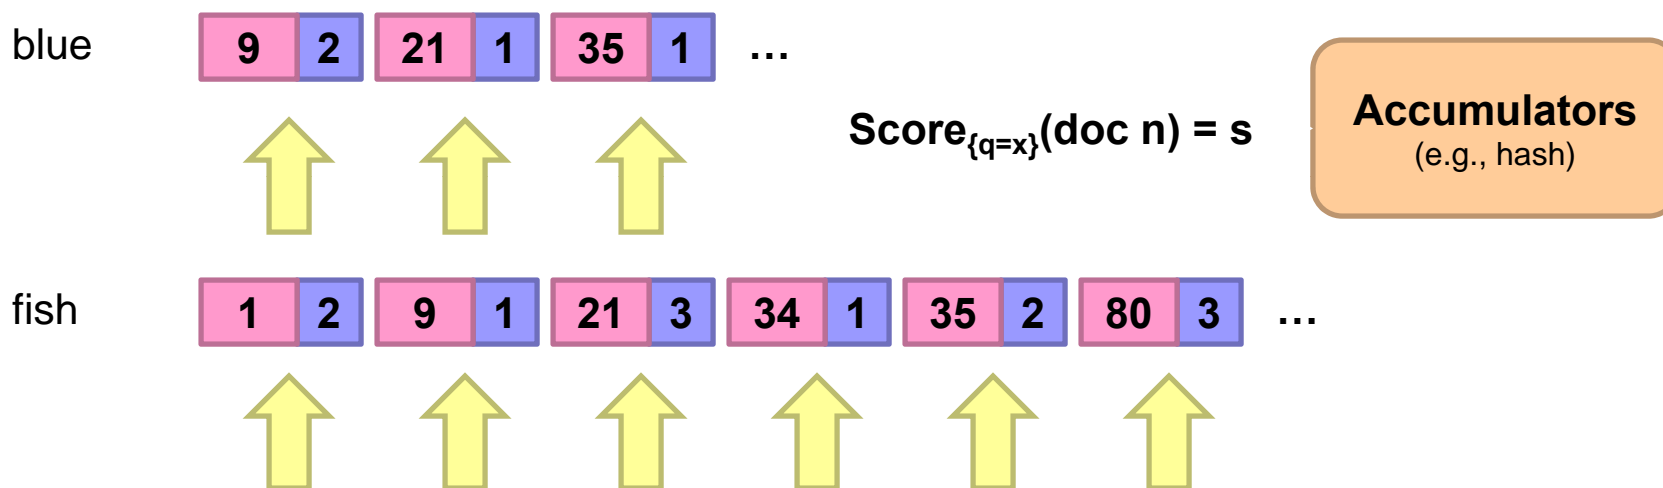 blue 9 2 21 1 35 1 …
Score{q=x}(doc n) = s
Accumulators
(e.g., hash)
fish 1 2 9 1 21 3 34 1 35 2 80 3 …